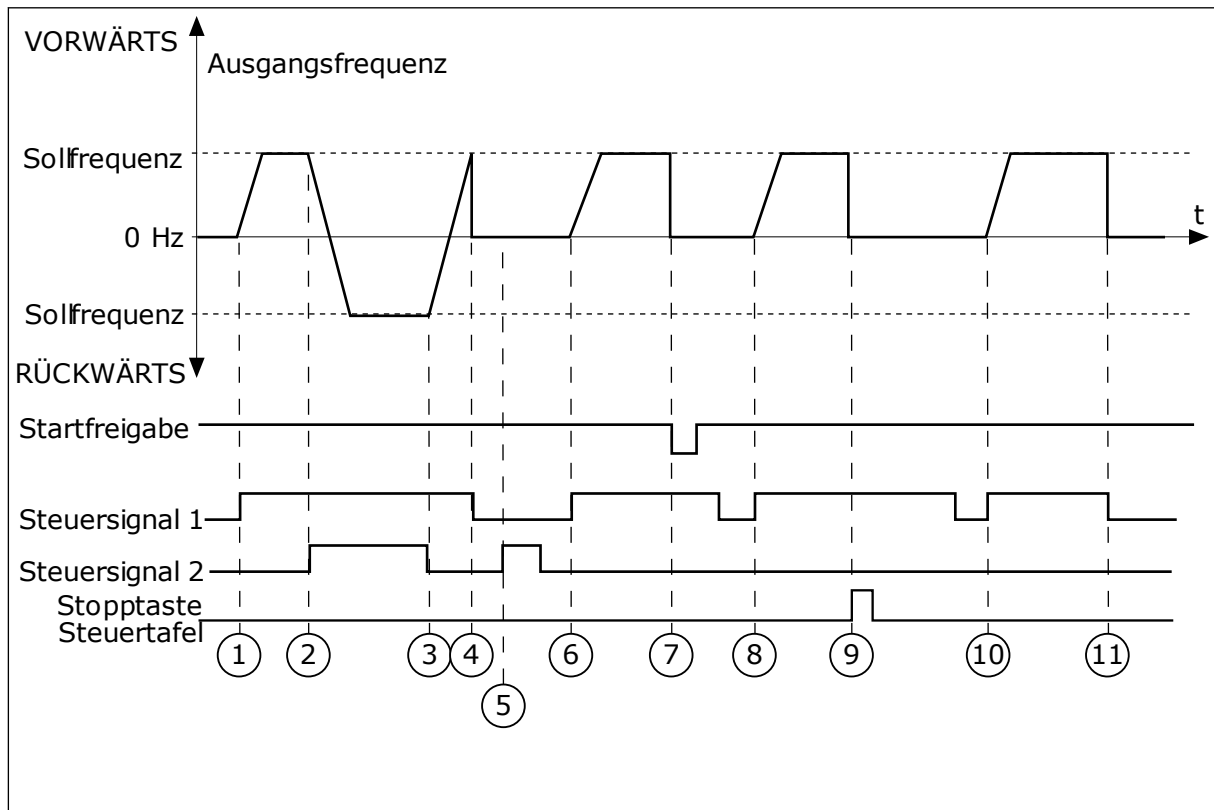 VORWÄRTS
Ausgangsfrequenz
Sollfrequenz
t
0 Hz
Sollfrequenz
RÜCKWÄRTS
Startfreigabe
Steuersignal 1
Steuersignal 2
Stopptaste
Steuertafel
1 2 3 4 6 7 8 9 10 11
5